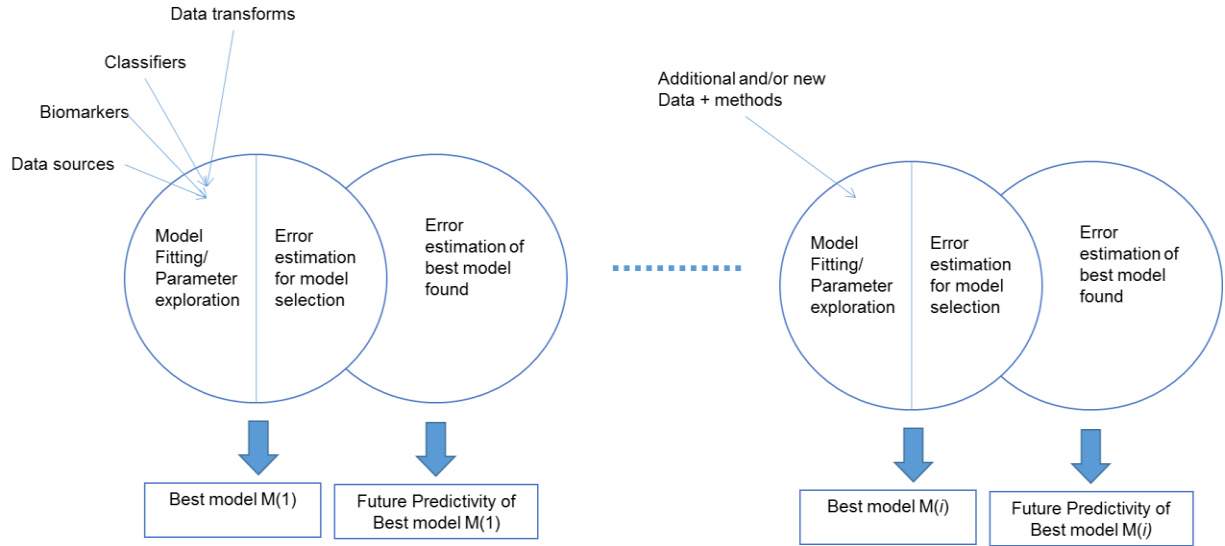 Data transforms
Classifiers
Biomarkers
Data sources
Model
Fitting/
Parameter
exploration
Error
estimation
for model
selection
Error
estimation of
best model
found
Best model M(1)
Future Predictivity of
Best model M(1)
Additional and/or new
Data + methods
Model
Fitting/
Parameter
exploration
Error
estimation
for model
selection
Error
estimation of
best model
found
Best model M(i)
Future Predictivity of
Best model M(i)